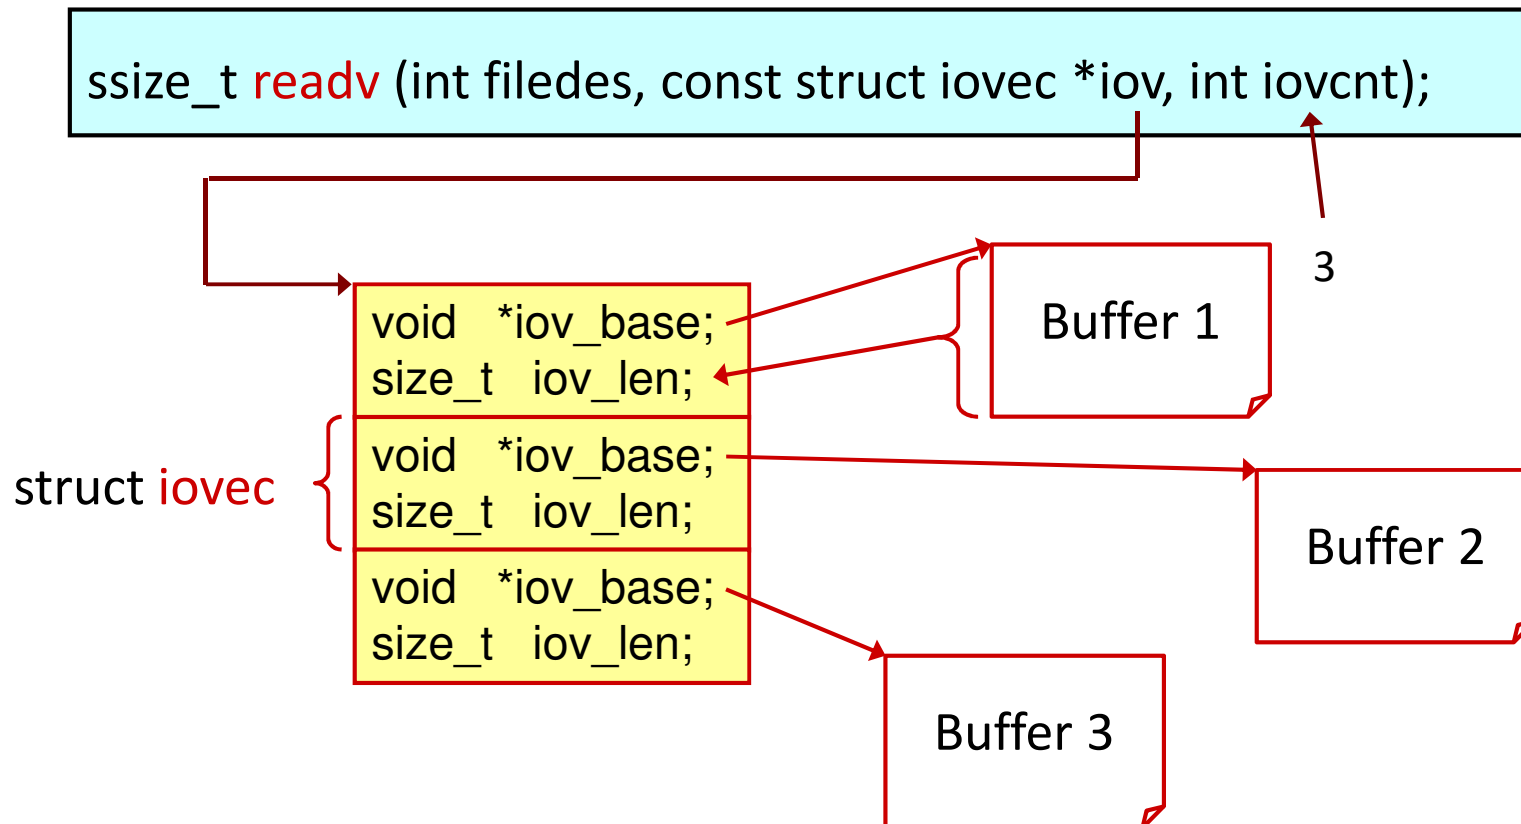 ssize_t readv (int filedes, const struct iovec *iov, int iovcnt);
3
void *iov_base;
size_t iov_len;
Buffer 1
struct iovec
void *iov_base;
size_t iov_len;
Buffer 2
void *iov_base;
size_t iov_len;
Buffer 3